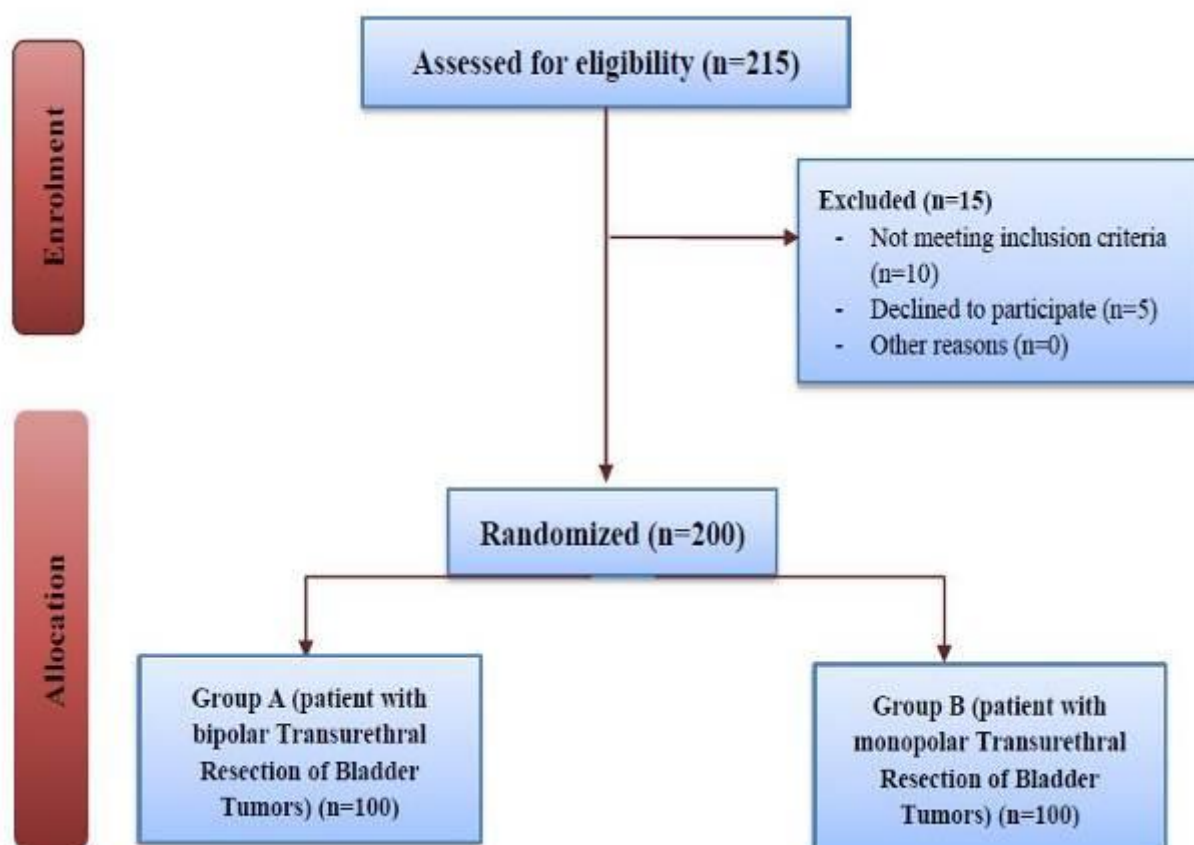 Enrolment
Assessed for eligibility (n=215)
Excluded (n=15)
- Not meeting inclusion criteria
(n=10)
- Declined to participate (n=5)
- Other reasons (n=0)
Allocation
Randomized (n=200)
Group A (patient with
bipolar Transurethral
Resection of Bladder
Tumors) (n=100)
Group B (patient with
monopolar Transurethral
Resection of Bladder
Tumors) (n=100)